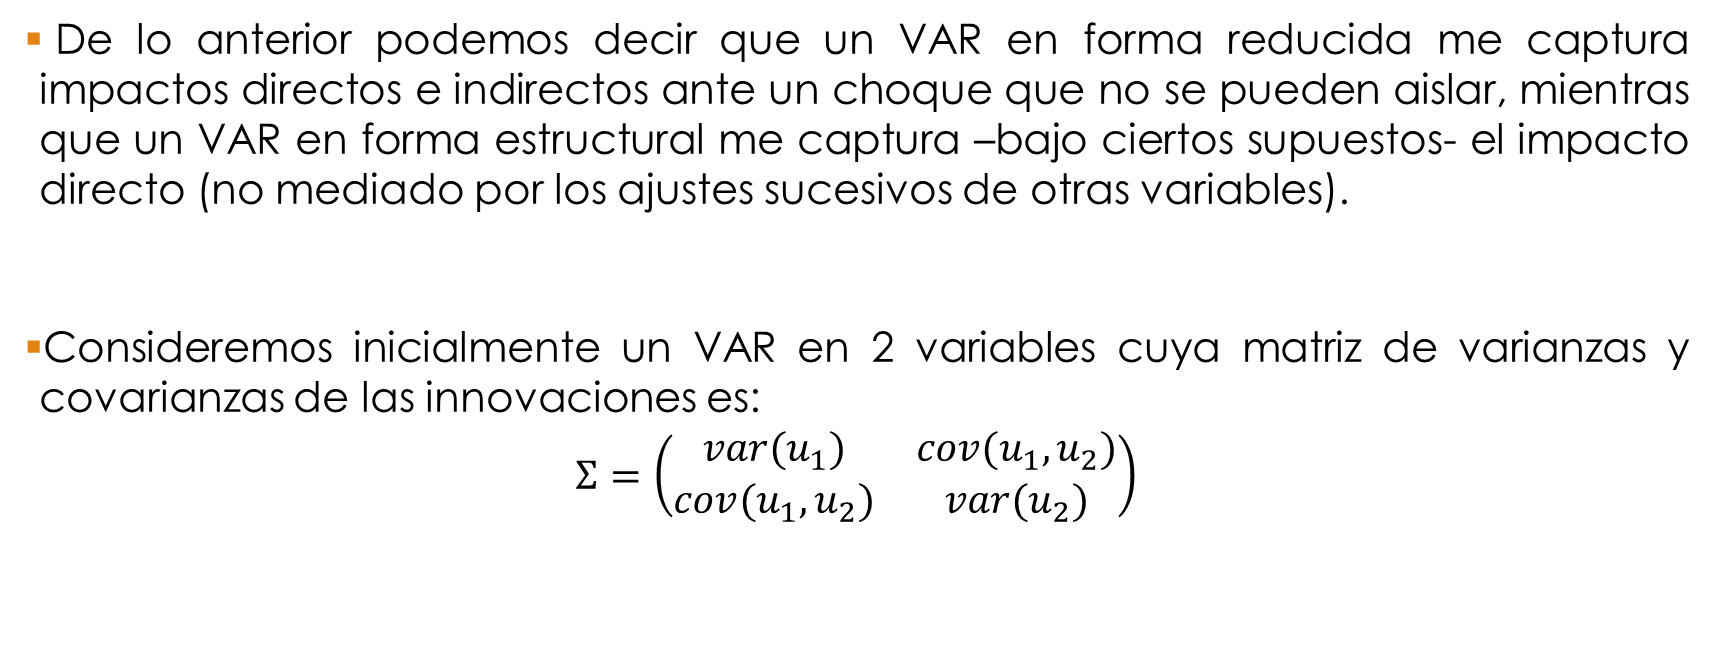 ▪ De lo anterior podemos decir que un VAR en forma reducida me captura
impactos directos e indirectos ante un choque que no se pueden aislar, mientras
que un VAR en forma estructural me captura –bajo ciertos supuestos- el impacto
directo (no mediado por los ajustes sucesivos de otras variables).
▪Consideremos inicialmente un VAR en 2 variables cuya matriz de varianzas y
covarianzas de las innovaciones es:
Σ = ( var(u₁) cov(u₁,u₂)
cov(u₁,u₂) var(u₂) )